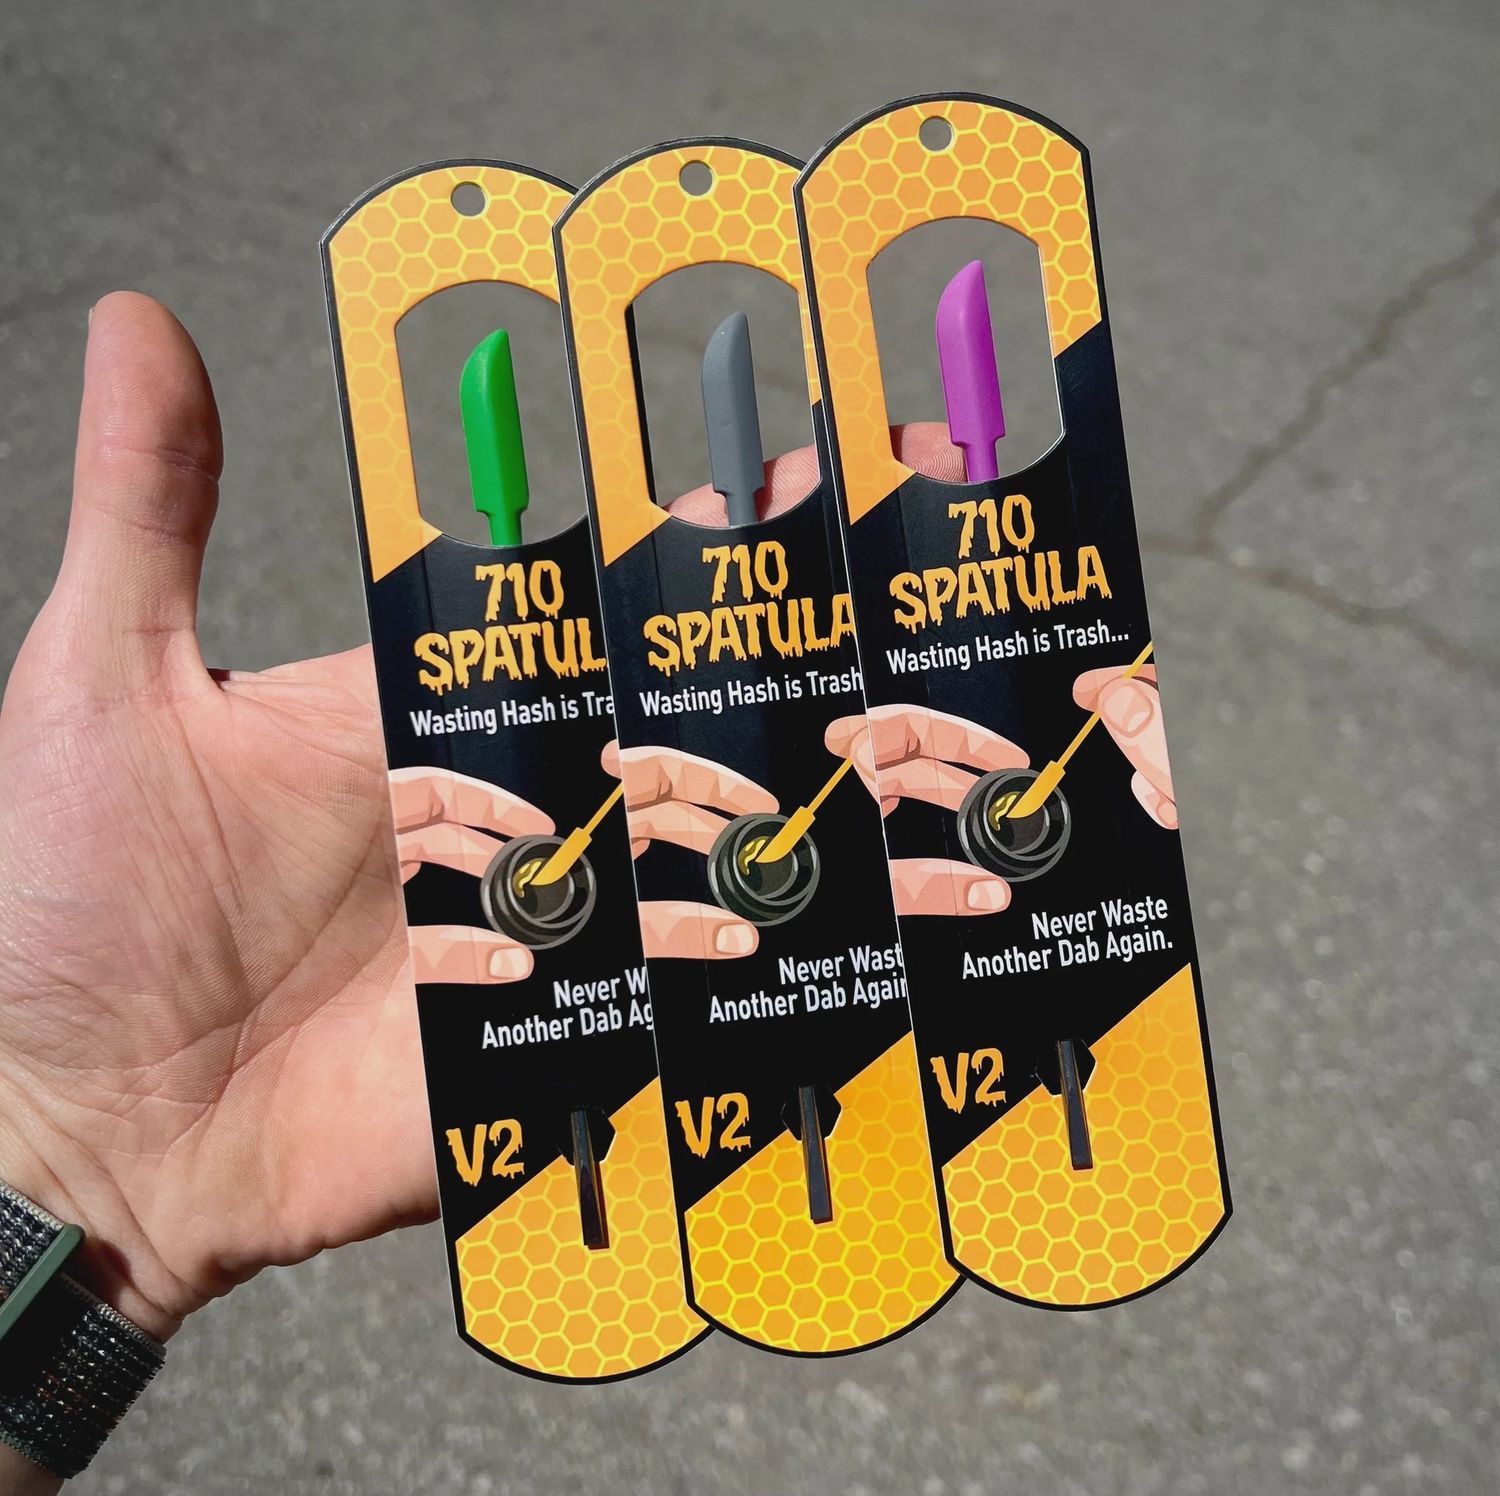 710
SPATUL
Wasting Hash is Tra
Never W
Another Dab Ag
V2
710
SPATULA
Wasting Hash is Trash
Never Wast
Another Dab Again
V2
710
SPATULA
Wasting Hash is Trash...
Never Waste
Another Dab Again.
V2